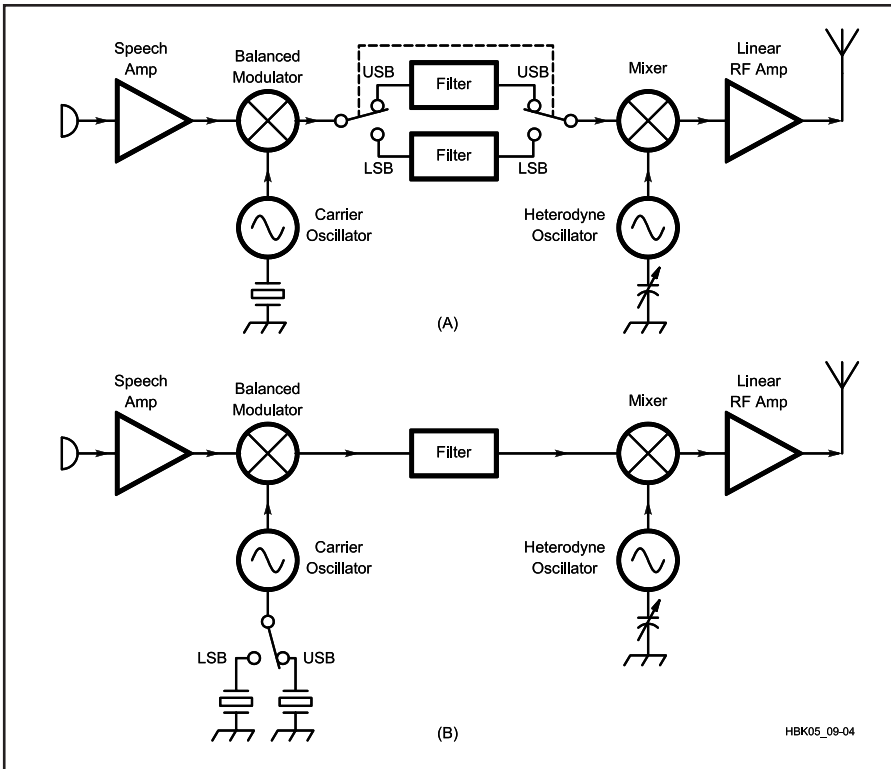 Speech
Amp
Balanced
Modulator
USB
Filter
USB
Mixer
Linear
RF Amp
LSB
Filter
LSB
Carrier
Oscillator
Heterodyne
Oscillator
(A)
Speech
Amp
Balanced
Modulator
Filter
Mixer
Linear
RF Amp
Carrier
Oscillator
Heterodyne
Oscillator
LSB
USB
(B)
HBK05_09-04